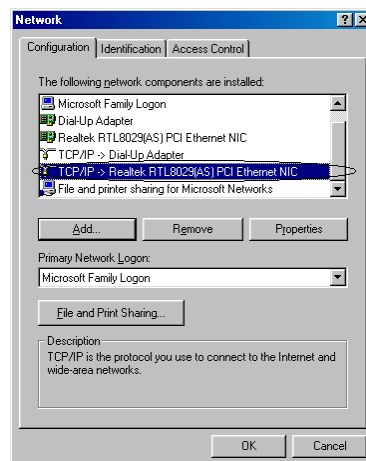 Network
Configuration Identification Access Control
The following network components are installed:
Microsoft Family Logon
Dial-Up Adapter
Realtek RTL8029(AS) PCI Ethernet NIC
TCP/IP -> Dial-Up Adapter
TCP/IP -> Realtek RTL8029(AS) PCI Ethernet NIC
File and printer sharing for Microsoft Networks
Add... Remove Properties
Primary Network Logon:
Microsoft Family Logon
File and Print Sharing...
Description
TCP/IP is the protocol you use to connect to the Internet and
wide-area networks.
OK Cancel